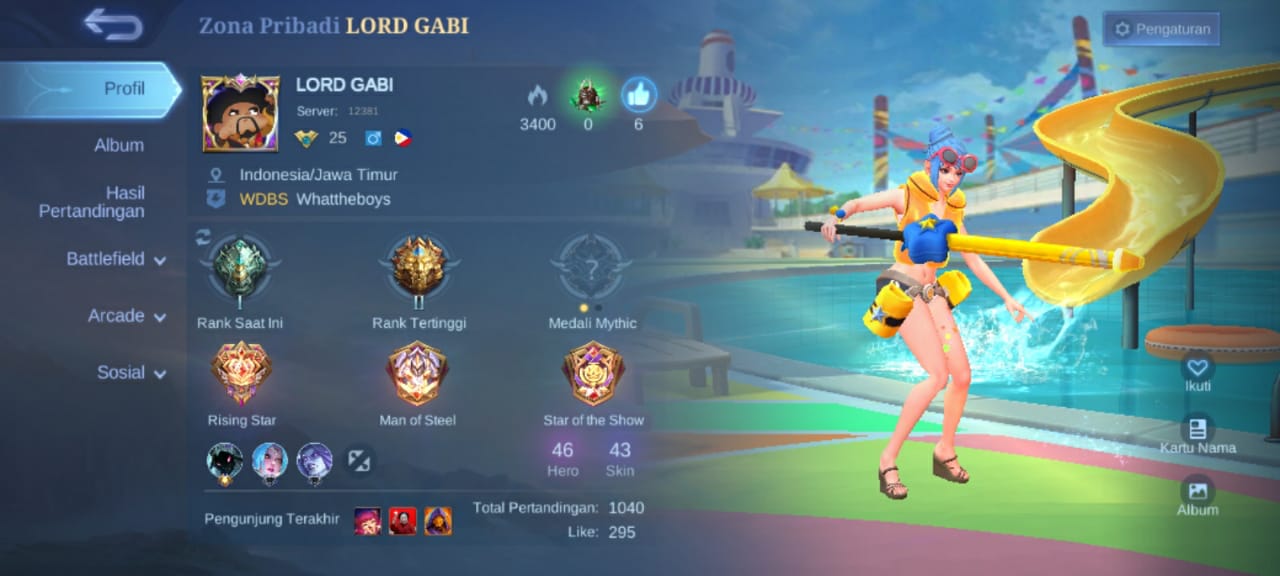 Zona Pribadi LORD GABI
Pengaturan
Profil
Album
Hasil
Pertandingan
Battlefield
Arcade
Sosial
LORD GABI
Server: 12381
25
3400
0
6
Indonesia/Jawa Timur
WDBS Whattheboys
I
II
?
Rank Saat Ini
Rank Tertinggi
Medali Mythic
Rising Star
Man of Steel
Star of the Show
46
43
Hero
Skin
Pengunjung Terakhir
Total Pertandingan: 1040
Like: 295
Ikuti
Kartu Nama
Album